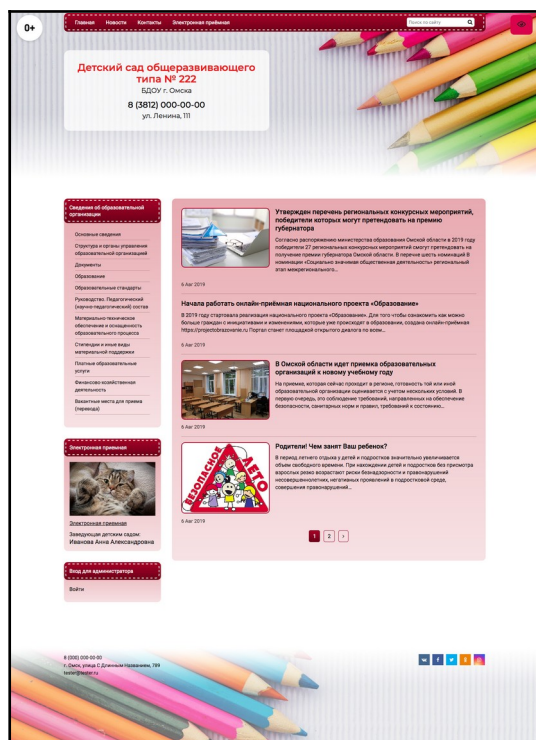 0+
Главная Новости Контакты Электронная приёмная
Поиск по сайту
Детский сад общеразвивающего
типа № 222
БДОУ г. Омска
8 (3812) 000-00-00
ул. Ленина, 111
Сведения об образовательной
организации
Основные сведения
Структура и органы управления
образовательной организацией
Документы
Образование
Образовательные стандарты
Руководство. Педагогический
(научно-педагогический) состав
Материально-техническое
обеспечение и оснащенность
образовательного процесса
Стипендии и иные виды
материальной поддержки
Платные образовательные
услуги
Финансово-хозяйственная
деятельность
Вакантные места для приема
(перевода)
Электронная приемная
Электронная приемная
Заведующая детским садом:
Иванова Анна Александровна
Вход для администратора
Войти
Утвержден перечень региональных конкурсных мероприятий,
победители которых могут претендовать на премию
губернатора
Согласно распоряжению министерства образования Омской области в 2019 году
победители 27 региональных конкурсных мероприятий смогут претендовать на
получение премии губернатора Омской области. В перечне шесть номинаций В
номинации «Социально значимая общественная деятельность» региональный
этап межрегионального...
6 Авг 2019
Начала работать онлайн-приёмная национального проекта «Образование»
В 2019 году стартовала реализация национального проекта «Образование». Для того чтобы ознакомить как можно
больше граждан с инициативами и изменениями, которые уже происходят в образовании, создана онлайн-приёмная
https://projectobrazovanie.ru Портал станет площадкой открытого диалога по всем...
6 Авг 2019
В Омской области идет приемка образовательных
организаций к новому учебному году
На приемке, которая сейчас проходит в регионе, готовность той или иной
образовательной организации оценивается с учетом нескольких условий. В
первую очередь, это соблюдение требований, направленных на обеспечение
безопасности, санитарных норм и правил, требований к состоянию...
6 Авг 2019
БЕЗОПАСНОЕ ЛЕТО
Родители! Чем занят Ваш ребенок?
В период летнего отдыха у детей и подростков значительно увеличивается
объем свободного времени. При нахождении детей и подростков без присмотра
взрослых резко возрастают риски безнадзорности и правонарушений
несовершеннолетних, негативных проявлений в подростковой среде,
совершения правонарушений...
6 Авг 2019
1 2 ›
8 (000) 000-00-00
г. Омск, улица С Длинным Названием, 799
tester@tester.ru